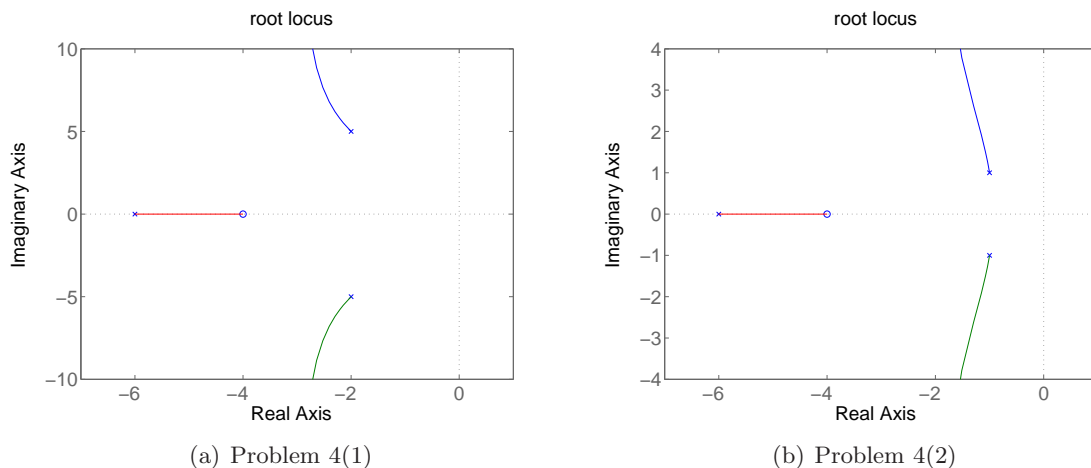 root locus
10
5
0
−5
−10
Imaginary Axis
−6
−4
−2
0
Real Axis
(a) Problem 4(1)
root locus
4
3
2
1
0
−1
−2
−3
−4
Imaginary Axis
−6
−4
−2
0
Real Axis
(b) Problem 4(2)